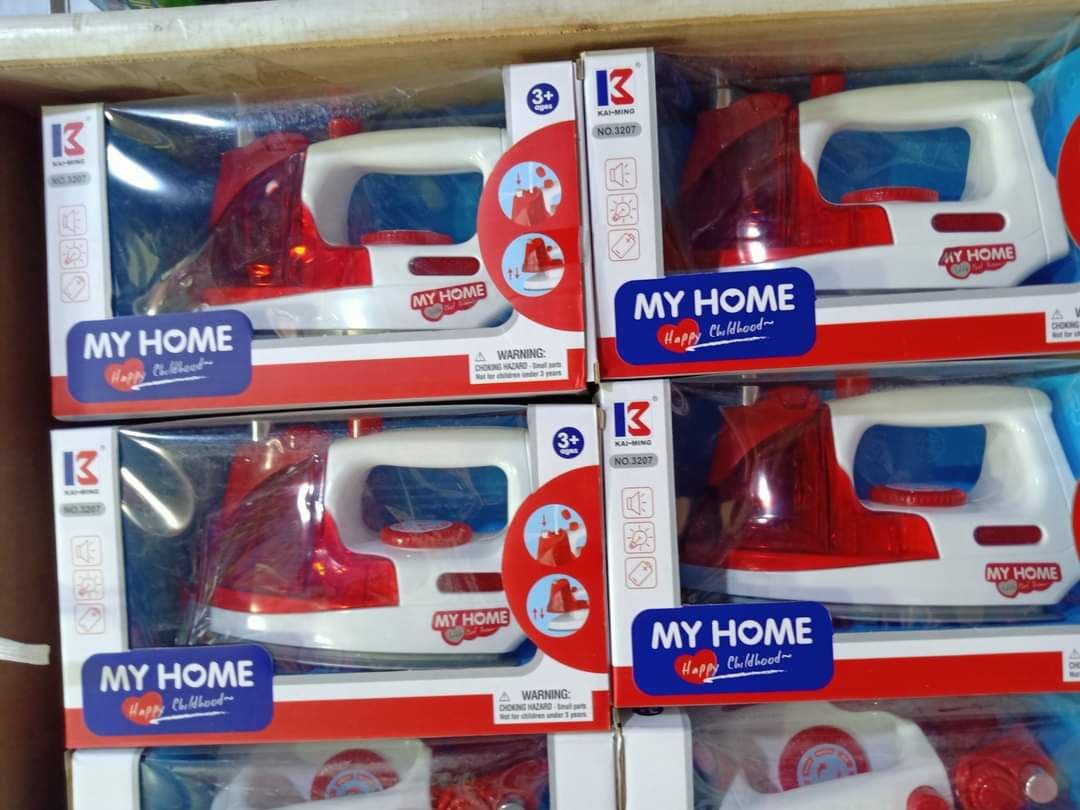 KAI-MING
NO.3207
3+
ages
MY HOME
MY HOME
Happy Childhood~
WARNING:
CHOKING HAZARD - Small parts
Not for children under 3 years
KAI-MING
NO.3207
MY HOME
MY HOME
Happy Childhood~
KAI-MING
NO.3207
3+
ages
MY HOME
MY HOME
Happy Childhood~
WARNING:
CHOKING HAZARD - Small parts
Not for children under 3 years
KAI-MING
NO.3207
MY HOME
MY HOME
Happy Childhood~